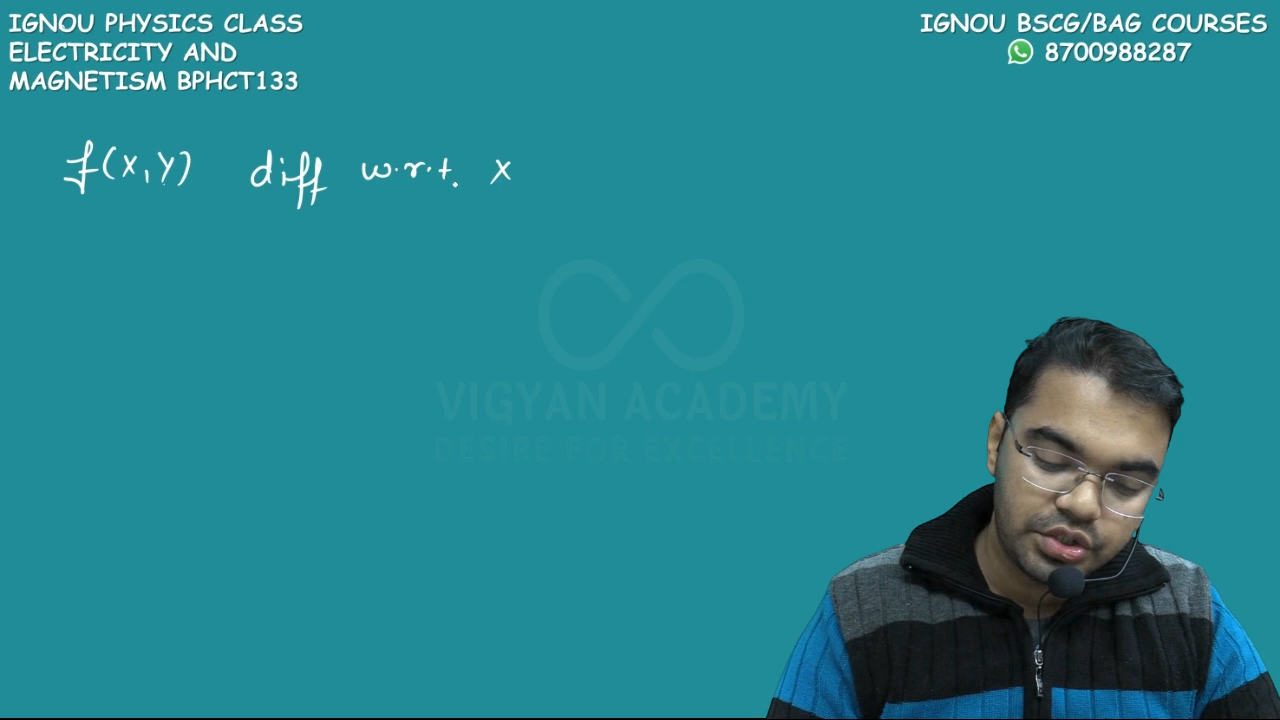 IGNOU PHYSICS CLASS
ELECTRICITY AND
MAGNETISM BPHCT133
IGNOU BSCG/BAG COURSES
8700988287
f(x,y) diff w.r.t. x
VIGYAN ACADEMY
DESIRE FOR EXCELLENCE